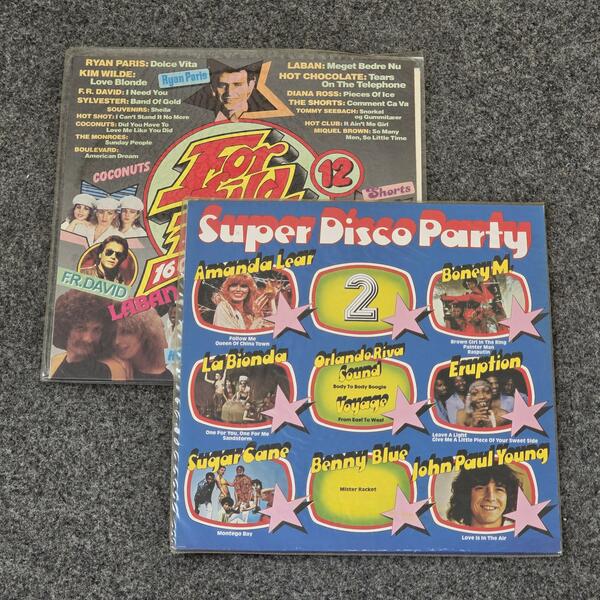 RYAN PARIS: Dolce Vita
KIM WILDE:
Love Blonde
F.R. DAVID: I Need You
SYLVESTER: Band Of Gold
SOUVENIRS: Sheila
HOT SHOT: I Can't Stand It No More
COCONUTS: Did You Have To
Love Me Like You Did
THE MONROES:
Sunday People
BOULEVARD:
American Dream
Ryan Paris
LABAN: Meget Bedre Nu
HOT CHOCOLATE: Tears
On The Telephone
DIANA ROSS: Pieces Of Ice
THE SHORTS: Comment Ca Va
TOMMY SEEBACH: Snorkel
og Gummitæer
HOT CLUB: It Ain't Me Girl
MIQUEL BROWN: So Many
Men, So Little Time
COCONUTS
For
12
Shorts
16
F.R. DAVID
LABAN
Super Disco Party
Amanda Lear
Follow Me
Queen Of China Town
2
Boney M.
Brown Girl In The Ring
Painter Man
Rasputin
La Bionda
One For You, One For Me
Sandstorm
Orlando Riva
Sound
Body To Body Boogie
Voyage
From East To West
Eruption
Leave A Light
Give Me A Little Piece Of Your Sweet Side
Sugar Cane
Montego Bay
Benny Blue
Mister Racket
John Paul Young
Love Is In The Air